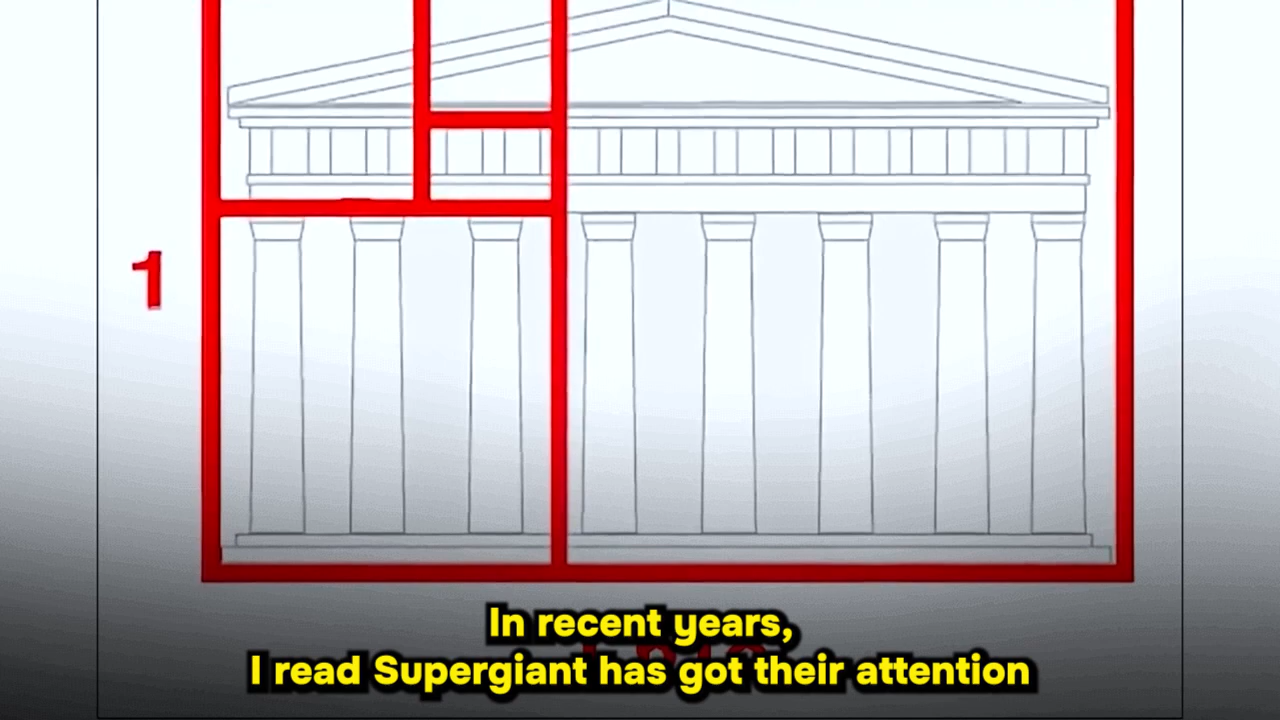 1
In recent years,
I read Supergiant has got their attention